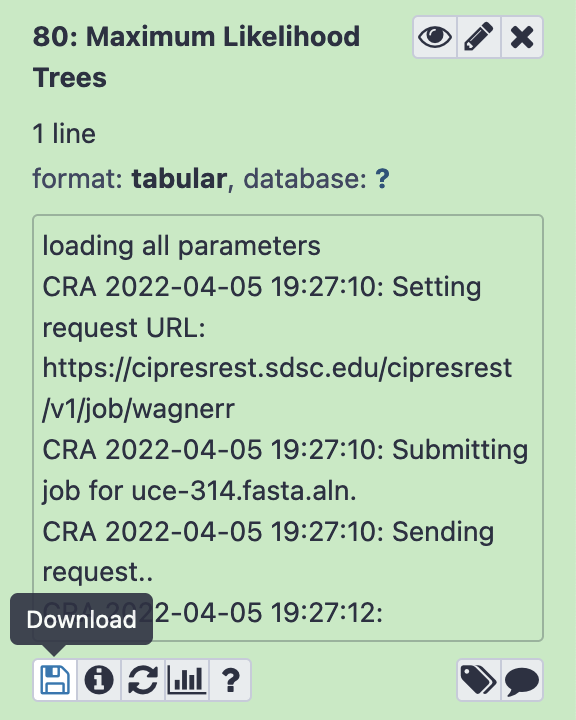 80: Maximum Likelihood
Trees
1 line
format: tabular, database: ?
loading all parameters
CRA 2022-04-05 19:27:10: Setting
request URL:
https://cipresrest.sdsc.edu/cipresrest
/v1/job/wagnerr
CRA 2022-04-05 19:27:10: Submitting
job for uce-314.fasta.aln.
CRA 2022-04-05 19:27:10: Sending
request..
CRA 2022-04-05 19:27:12:
Download
?